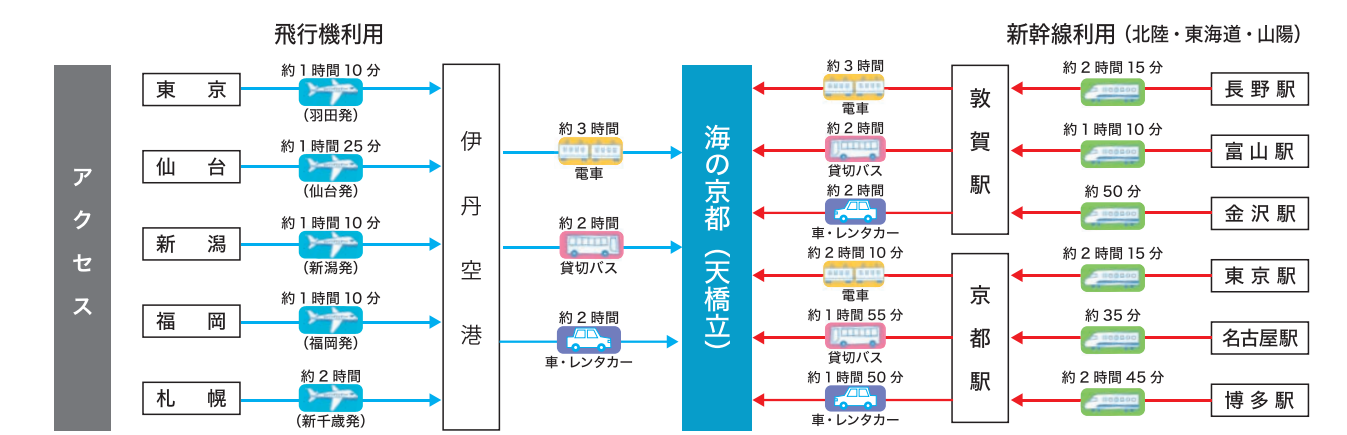 飛行機利用
新幹線利用（北陸・東海道・山陽）
アクセス
約1時間10分
東京
（羽田発）
約1時間25分
仙台
（仙台発）
約1時間10分
新潟
（新潟発）
約1時間10分
福岡
（福岡発）
約2時間
札幌
（新千歳発）
伊丹空港
約3時間
電車
約2時間
貸切バス
約2時間
車・レンタカー
海の京都（天橋立）
約3時間
電車
約2時間
貸切バス
約2時間
車・レンタカー
約2時間10分
電車
約1時間55分
貸切バス
約1時間50分
車・レンタカー
敦賀駅
京都駅
約2時間15分
長野駅
約1時間10分
富山駅
約50分
金沢駅
約2時間15分
東京駅
約35分
名古屋駅
約2時間45分
博多駅